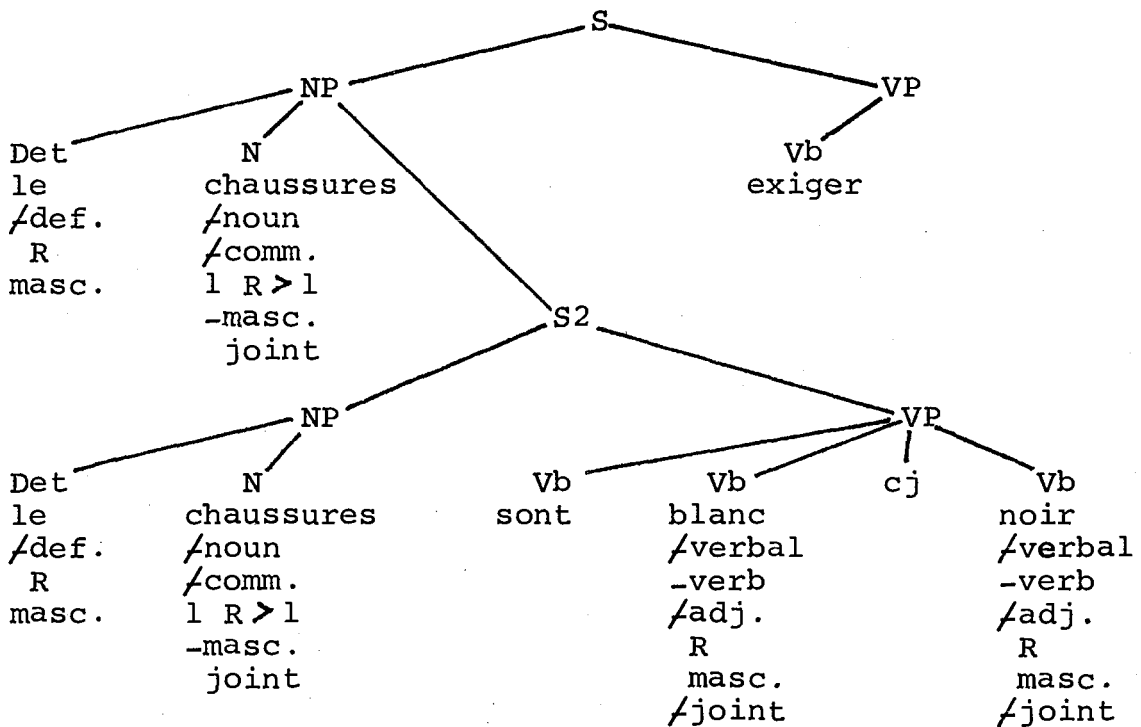 S
NP VP
Det N Vb
le chaussures exiger
⌿def. ⌿noun
R ⌿comm.
masc. 1 R>1
-masc.
joint
S2
NP VP
Det N Vb Vb cj Vb
le chaussures sont blanc noir
⌿def. ⌿noun ⌿verbal ⌿verbal
R ⌿comm. -verb -verb
masc. 1 R>1 ⌿adj. ⌿adj.
-masc. R R
joint masc. masc.
⌿joint ⌿joint